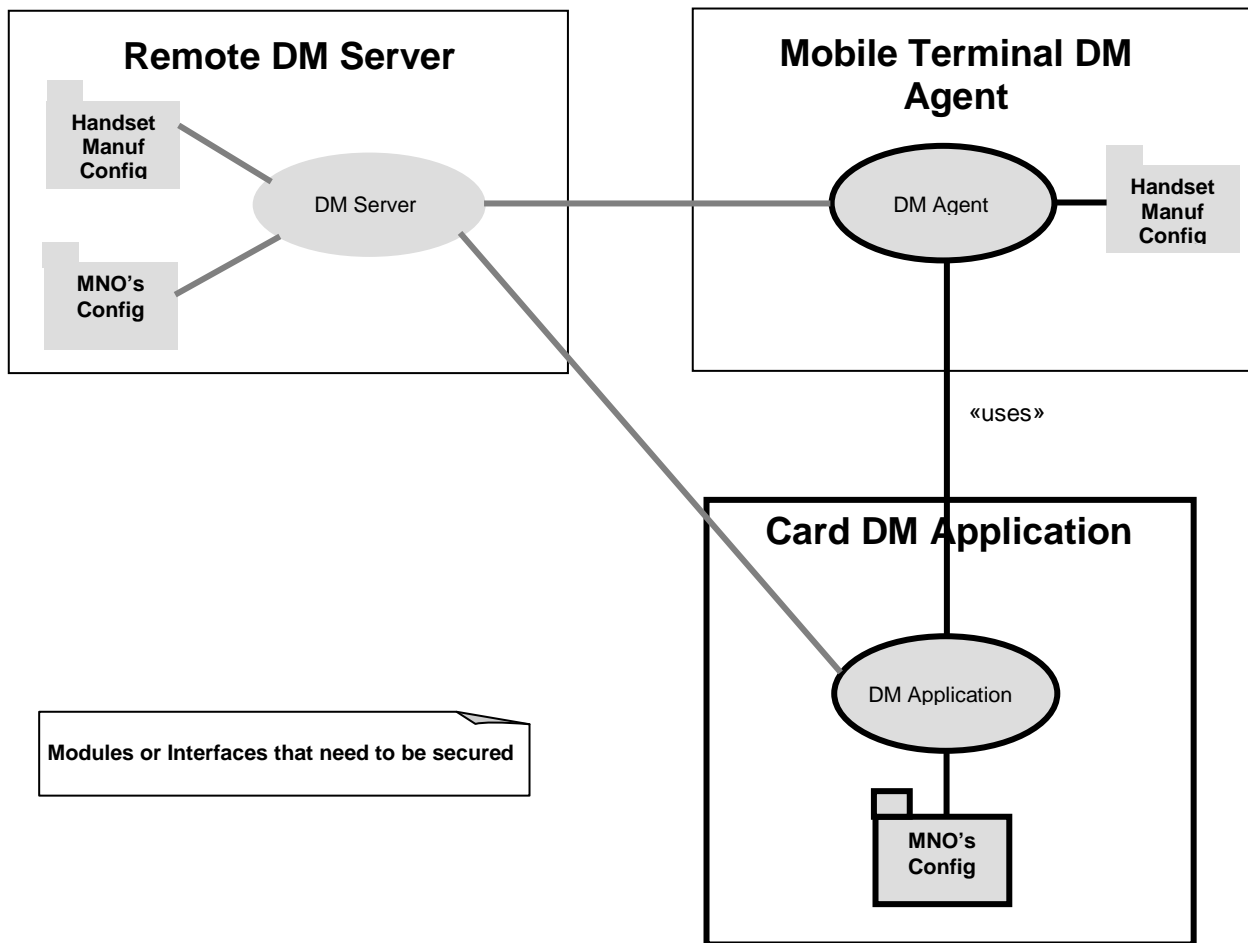 Remote DM Server
Handset
Manuf
Config
MNO's
Config
DM Server
Mobile Terminal DM
Agent
DM Agent
Handset
Manuf
Config
«uses»
Card DM Application
DM Application
MNO's
Config
Modules or Interfaces that need to be secured